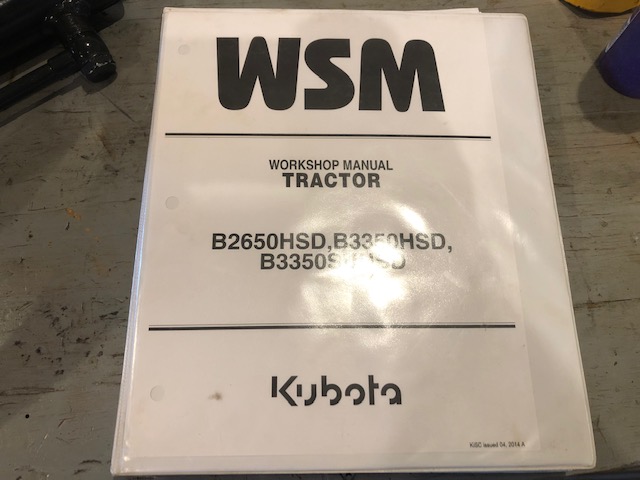 WSM
WORKSHOP MANUAL
TRACTOR
B2650HSD,B3350HSD,
Kubota
KiSC issued 04, 2014 A